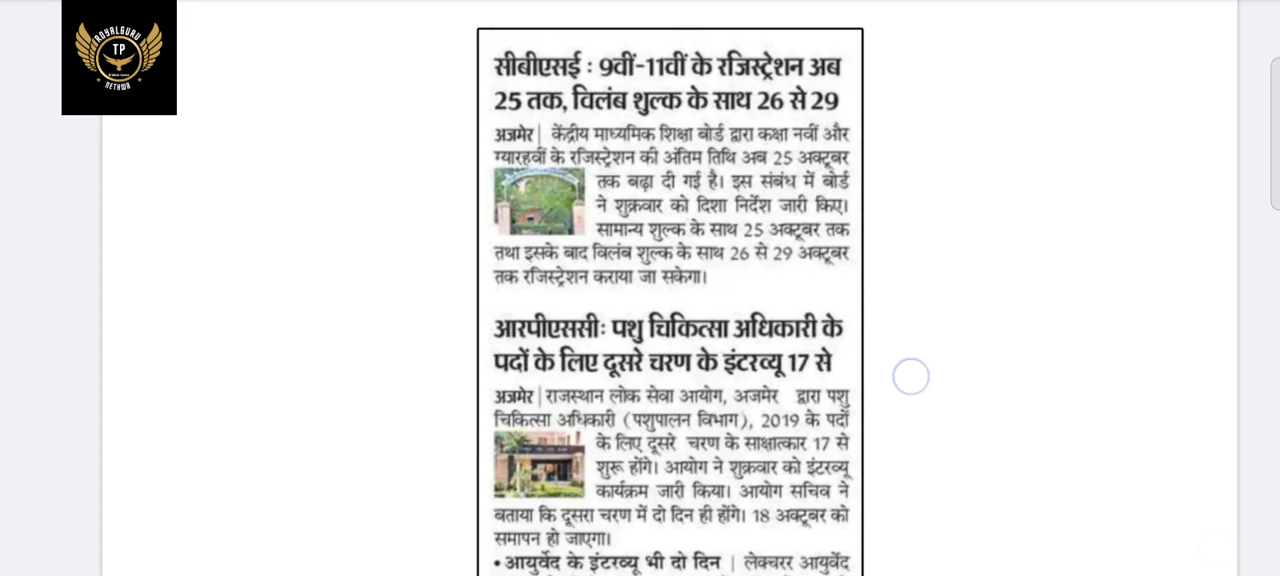 ROYALGURU
TP
NETHWA
सीबीएसई : 9वीं-11वीं के रजिस्ट्रेशन अब
25 तक, विलंब शुल्क के साथ 26 से 29
अजमेर | केंद्रीय माध्यमिक शिक्षा बोर्ड द्वारा कक्षा नवीं और
ग्यारहवीं के रजिस्ट्रेशन की अंतिम तिथि अब 25 अक्टूबर
तक बढ़ा दी गई है। इस संबंध में बोर्ड
ने शुक्रवार को दिशा निर्देश जारी किए।
सामान्य शुल्क के साथ 25 अक्टूबर तक
तथा इसके बाद विलंब शुल्क के साथ 26 से 29 अक्टूबर
तक रजिस्ट्रेशन कराया जा सकेगा।
आरपीएससी: पशु चिकित्सा अधिकारी के
पदों के लिए दूसरे चरण के इंटरव्यू 17 से
अजमेर | राजस्थान लोक सेवा आयोग, अजमेर द्वारा पशु
चिकित्सा अधिकारी (पशुपालन विभाग), 2019 के पदों
के लिए दूसरे चरण के साक्षात्कार 17 से
शुरू होंगे। आयोग ने शुक्रवार को इंटरव्यू
कार्यक्रम जारी किया। आयोग सचिव ने
बताया कि दूसरा चरण में दो दिन ही होंगे। 18 अक्टूबर को
समापन हो जाएगा।
• आयुर्वेद के इंटरव्यू भी दो दिन | लेक्चरर आयुर्वेद